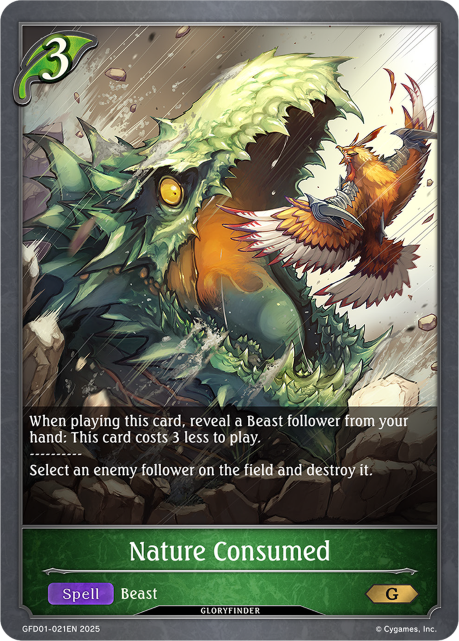 3
When playing this card, reveal a Beast follower from your
hand: This card costs 3 less to play.
----------
Select an enemy follower on the field and destroy it.
Nature Consumed
Spell Beast G
GLORYFINDER
GFD01-021EN 2025 © Cygames, Inc.